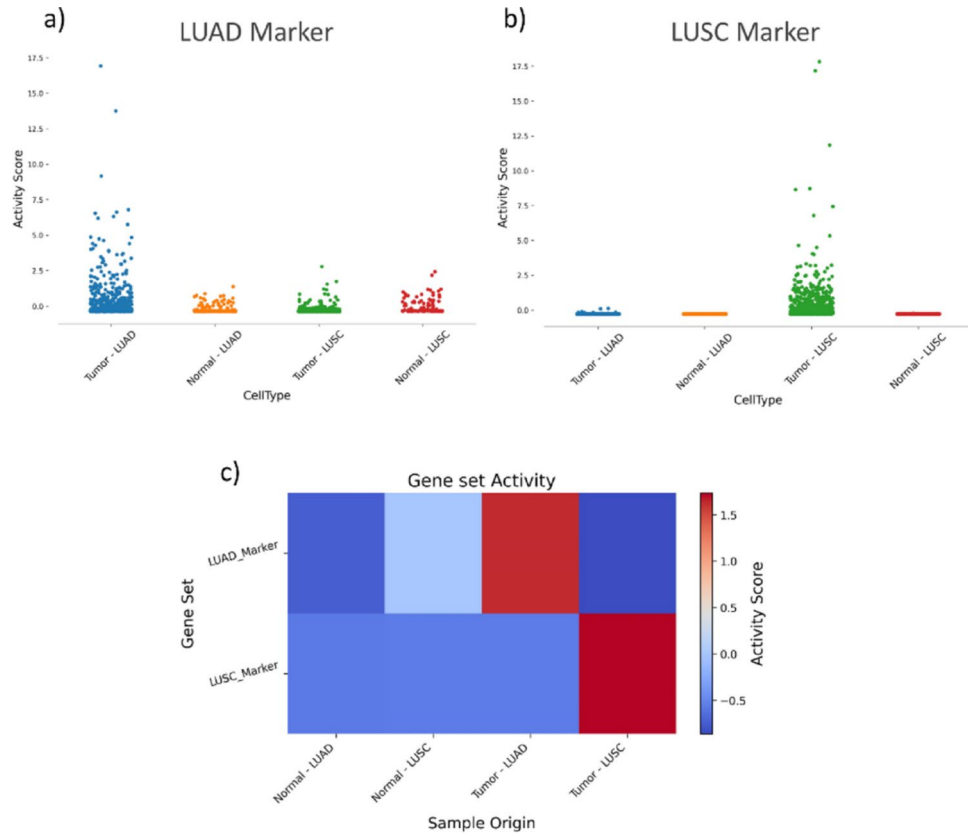 a)
LUAD Marker
17.5
15.0
12.5
10.0
7.5
5.0
2.5
0.0
Activity Score
Tumor - LUAD
Normal - LUAD
Tumor - LUSC
Normal - LUSC
CellType
b)
LUSC Marker
17.5
15.0
12.5
10.0
7.5
5.0
2.5
0.0
Activity Score
Tumor - LUAD
Normal - LUAD
Tumor - LUSC
Normal - LUSC
CellType
c)
Gene set Activity
Gene Set
LUAD_Marker
LUSC_Marker
Normal - LUAD
Normal - LUSC
Tumor - LUAD
Tumor - LUSC
Sample Origin
1.5
1.0
0.5
0.0
−0.5
Activity Score